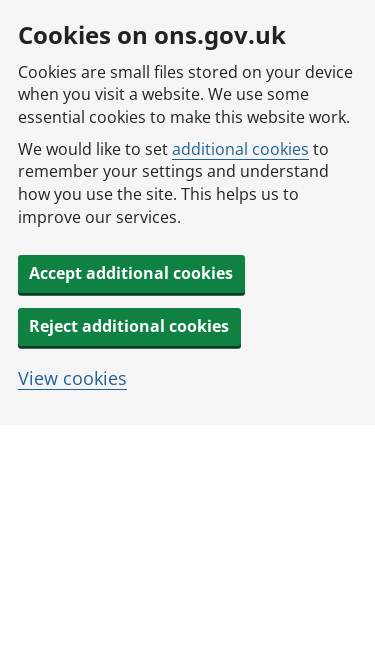 Cookies on ons.gov.uk
Cookies are small files stored on your device
when you visit a website. We use some
essential cookies to make this website work.
We would like to set additional cookies to
remember your settings and understand
how you use the site. This helps us to
improve our services.
Accept additional cookies
Reject additional cookies
View cookies